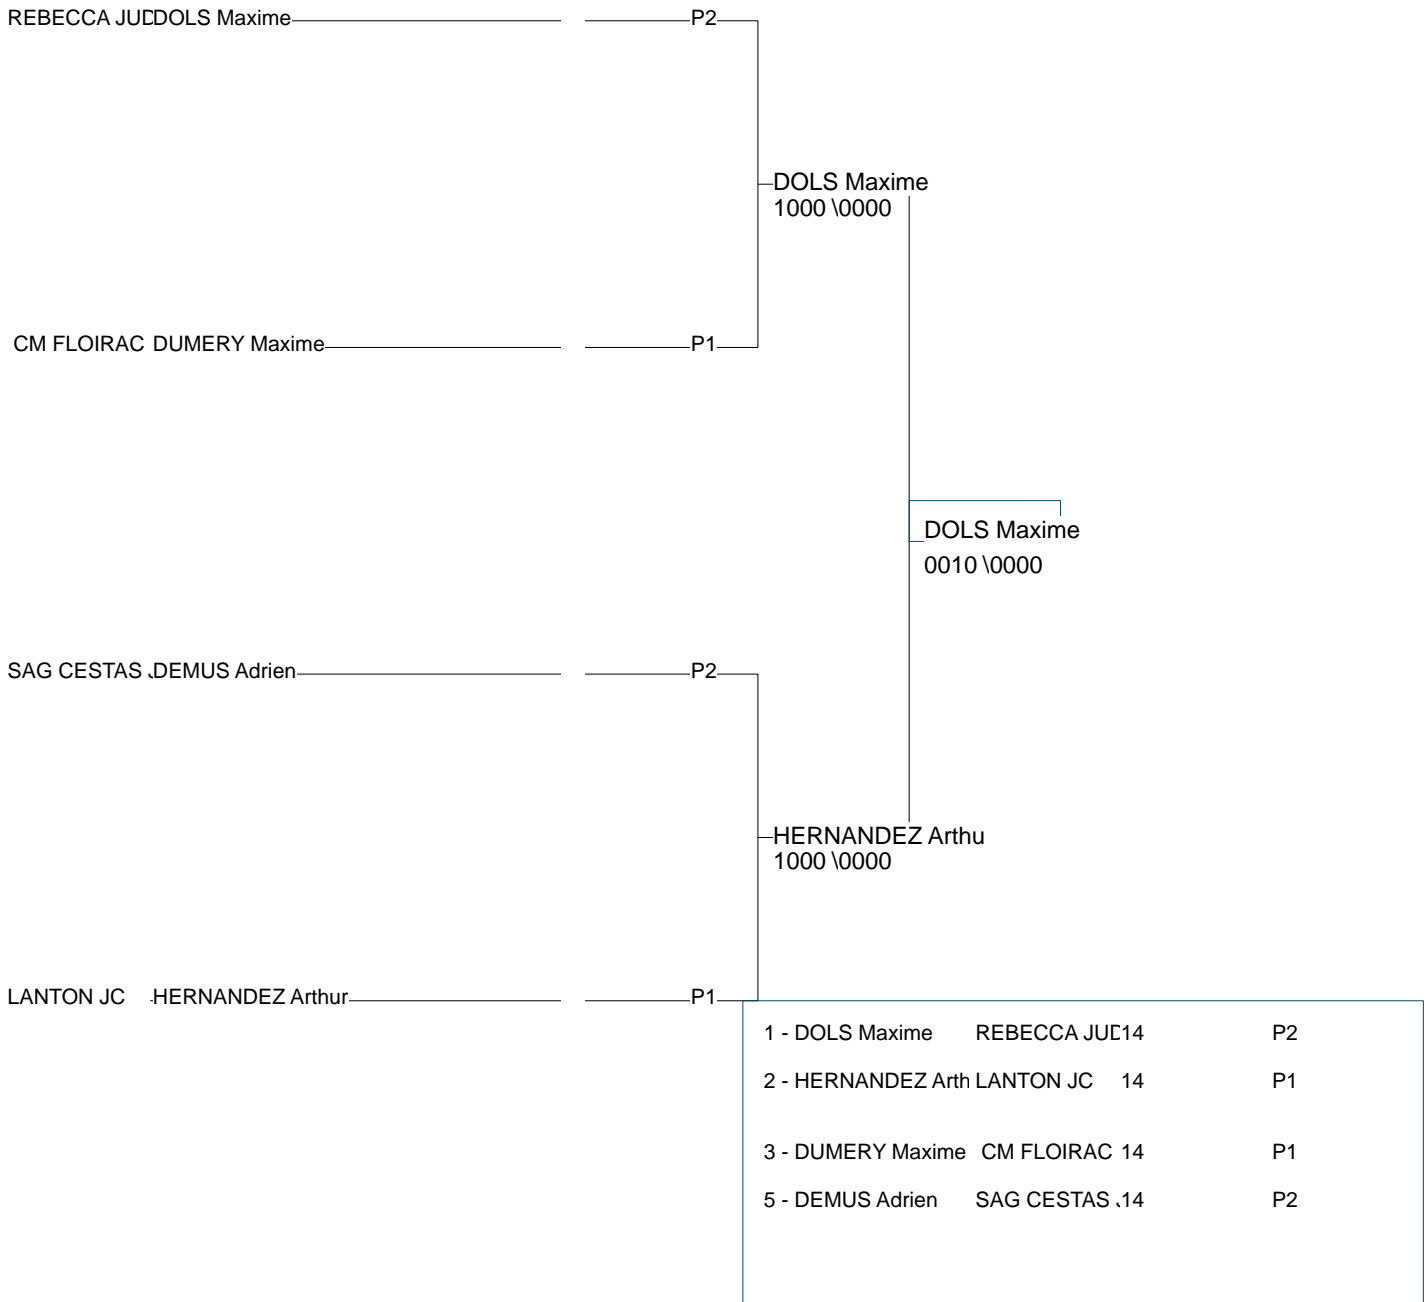 REBECCA JUD DOLS Maxime P2
DOLS Maxime
1000 \0000
CM FLOIRAC DUMERY Maxime P1
DOLS Maxime
0010 \0000
SAG CESTAS DEMUS Adrien P2
HERNANDEZ Arthu
1000 \0000
LANTON JC HERNANDEZ Arthur P1
1 - DOLS Maxime REBECCA JUD 14 P2
2 - HERNANDEZ Arth LANTON JC 14 P1
3 - DUMERY Maxime CM FLOIRAC 14 P1
5 - DEMUS Adrien SAG CESTAS 14 P2